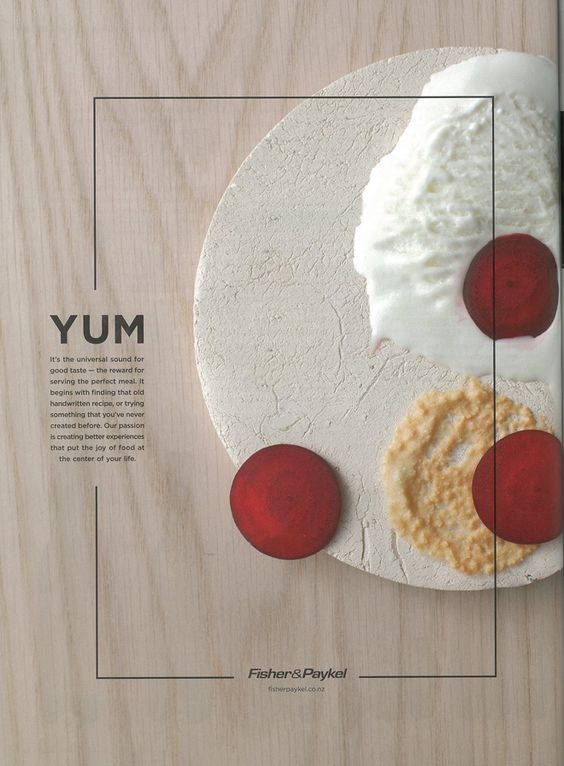 YUM
It's the universal sound for
good taste — the reward for
serving the perfect meal. It
begins with finding that old
handwritten recipe, or trying
something that you've never
created before. Our passion
is creating better experiences
that put the joy of food at
the center of your life.
Fisher&Paykel
fisherpaykel.co.nz